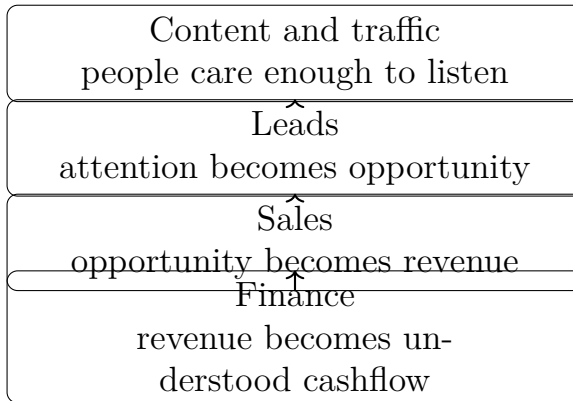 Content and traffic
people care enough to listen
Leads
attention becomes opportunity
Sales
opportunity becomes revenue
Finance
revenue becomes un-
derstood cashflow